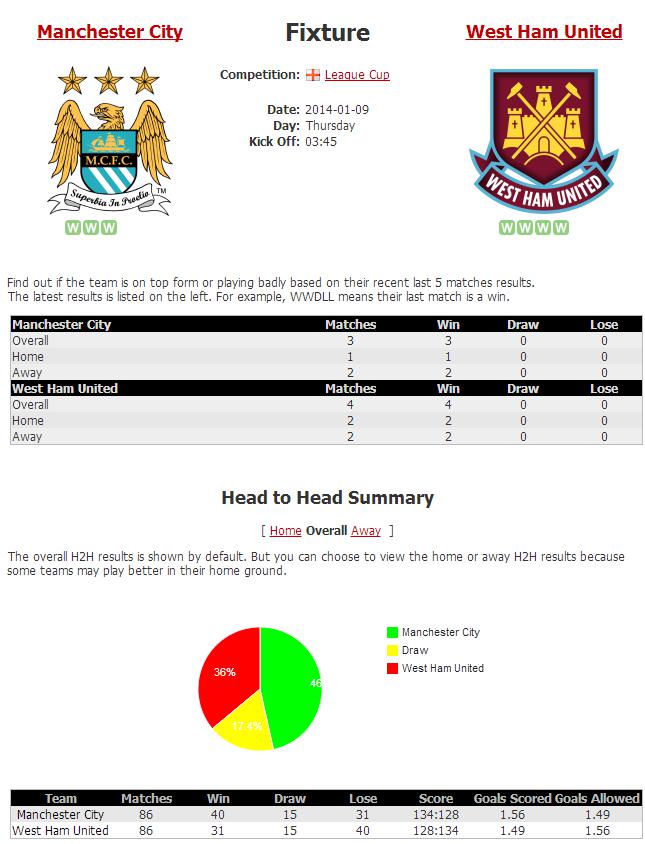 Manchester City
Fixture
West Ham United
Competition: League Cup
Date: 2014-01-09
Day: Thursday
Kick Off: 03:45
M.C.F.C.
Superbia In Proelio
TM
WEST HAM UNITED
W W W
W W W W
Find out if the team is on top form or playing badly based on their recent last 5 matches results.
The latest results is listed on the left. For example, WWDLL means their last match is a win.
Manchester City Matches Win Draw Lose
Overall 3 3 0 0
Home 1 1 0 0
Away 2 2 0 0
West Ham United Matches Win Draw Lose
Overall 4 4 0 0
Home 2 2 0 0
Away 2 2 0 0
Head to Head Summary
[ Home Overall Away ]
The overall H2H results is shown by default. But you can choose to view the home or away H2H results because
some teams may play better in their home ground.
Manchester City
Draw
West Ham United
36%
46
17.4%
Team Matches Win Draw Lose Score Goals Scored Goals Allowed
Manchester City 86 40 15 31 134:128 1.56 1.49
West Ham United 86 31 15 40 128:134 1.49 1.56